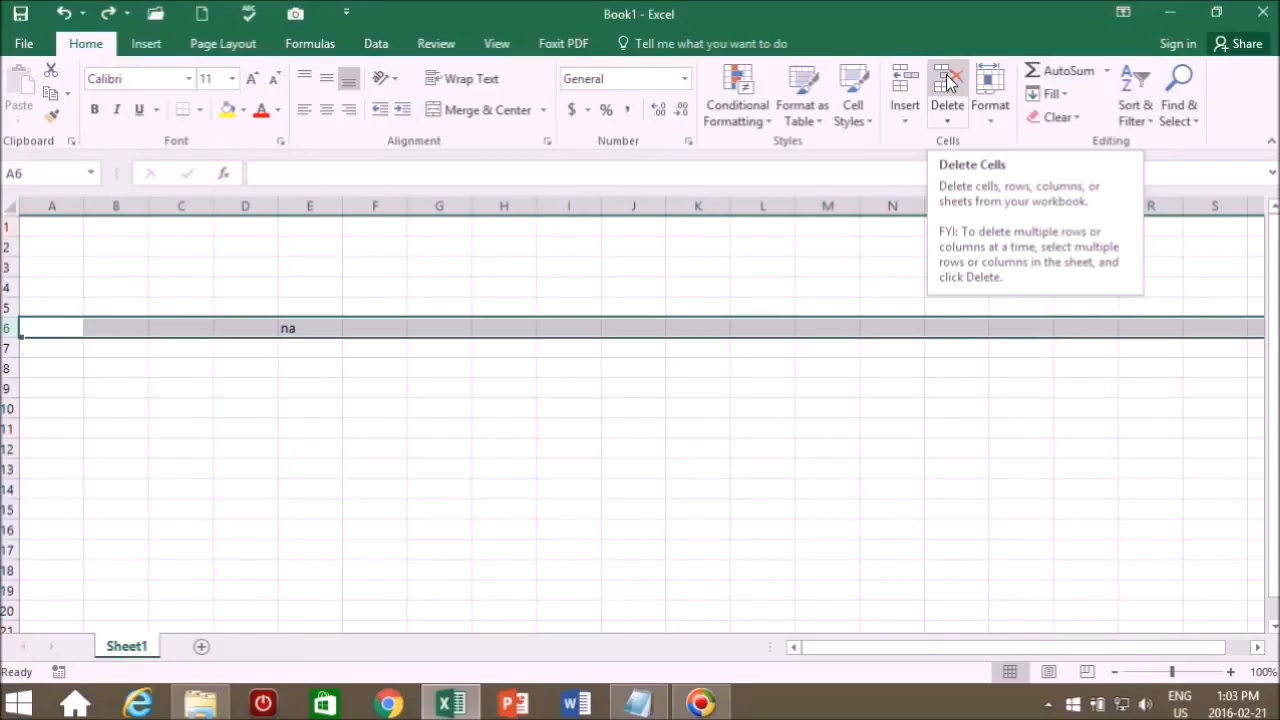 Book1 - Excel
File Home Insert Page Layout Formulas Data Review View Foxit PDF Tell me what you want to do Sign in Share
Calibri 11 Wrap Text General AutoSum
Fill
Paste B I U Merge & Center $ % , Conditional Format as Cell Insert Delete Format Sort & Find &
Formatting Table Styles Clear Filter Select
Clipboard Font Alignment Number Styles Cells Editing
A6 fx
Delete Cells
Delete cells, rows, columns, or
sheets from your workbook.
FYI: To delete multiple rows or
columns at a time, select multiple
rows or columns in the sheet, and
click Delete.
A B C D E F G H I J K L M N R S
1
2
3
4
5
6 na
7
8
9
10
11
12
13
14
15
16
17
18
19
20
21
Sheet1
Ready 100%
ENG 1:03 PM
US 2016-02-21